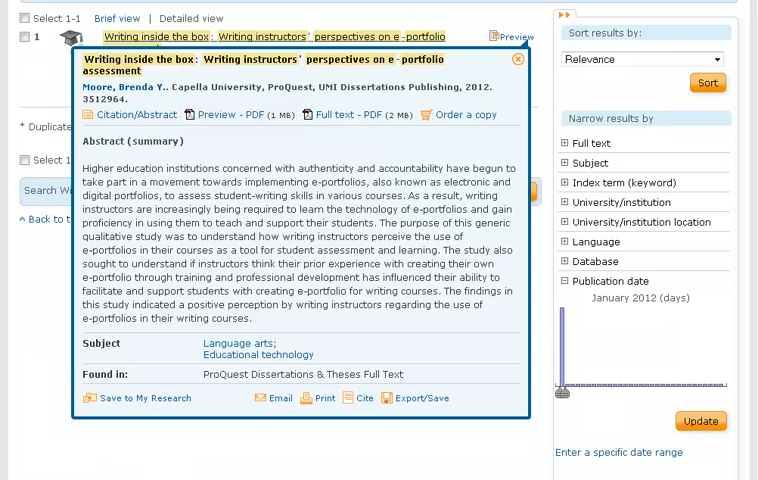 Select 1-1 Brief view | Detailed view
1 Writing inside the box : Writing instructors' perspectives on e - portfolio Preview
Writing inside the box : Writing instructors' perspectives on e - portfolio
assessment
Moore, Brenda Y.. Capella University, ProQuest, UMI Dissertations Publishing, 2012.
3512964.
Citation/Abstract Preview - PDF (1 MB) Full text - PDF (2 MB) Order a copy
* Duplicate
Abstract (summary)
Select 1
Higher education institutions concerned with authenticity and accountability have begun to
take part in a movement towards implementing e-portfolios, also known as electronic and
digital portfolios, to assess student-writing skills in various courses. As a result, writing
instructors are increasingly being required to learn the technology of e-portfolios and gain
proficiency in using them to teach and support their students. The purpose of this generic
qualitative study was to understand how writing instructors perceive the use of
e-portfolios in their courses as a tool for student assessment and learning. The study also
sought to understand if instructors think their prior experience with creating their own
e-portfolio through training and professional development has influenced their ability to
facilitate and support students with creating e-portfolio for writing courses. The findings in
this study indicated a positive perception by writing instructors regarding the use of
e-portfolios in their writing courses.
Search Wi
Back to t
Subject Language arts;
Educational technology
Found in: ProQuest Dissertations & Theses Full Text
Save to My Research Email Print Cite Export/Save
Sort results by:
Relevance
Sort
Narrow results by
Full text
Subject
Index term (keyword)
University/institution
University/institution location
Language
Database
Publication date
January 2012 (days)
Update
Enter a specific date range